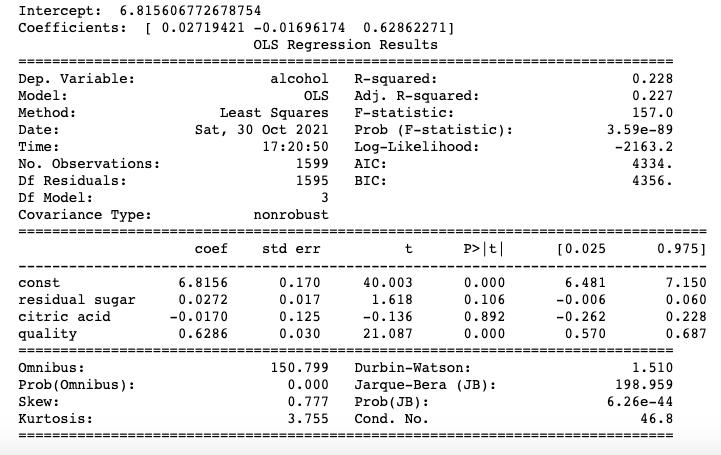 Intercept:  6.815606772678754
Coefficients:  [ 0.02719421 -0.01696174  0.62862271]
OLS Regression Results
==============================================================================
Dep. Variable:                alcohol   R-squared:                       0.228
Model:                            OLS   Adj. R-squared:                  0.227
Method:                 Least Squares   F-statistic:                     157.0
Date:                Sat, 30 Oct 2021   Prob (F-statistic):           3.59e-89
Time:                        17:20:50   Log-Likelihood:                -2163.2
No. Observations:                1599   AIC:                             4334.
Df Residuals:                    1595   BIC:                             4356.
Df Model:                           3
Covariance Type:            nonrobust
==================================================================================
                     coef    std err          t      P>|t|      [0.025      0.975]
----------------------------------------------------------------------------------
const              6.8156      0.170     40.003      0.000       6.481       7.150
residual sugar     0.0272      0.017      1.618      0.106      -0.006       0.060
citric acid       -0.0170      0.125     -0.136      0.892      -0.262       0.228
quality            0.6286      0.030     21.087      0.000       0.570       0.687
==============================================================================
Omnibus:                      150.799   Durbin-Watson:                   1.510
Prob(Omnibus):                  0.000   Jarque-Bera (JB):              198.959
Skew:                           0.777   Prob(JB):                     6.26e-44
Kurtosis:                       3.755   Cond. No.                         46.8
==============================================================================